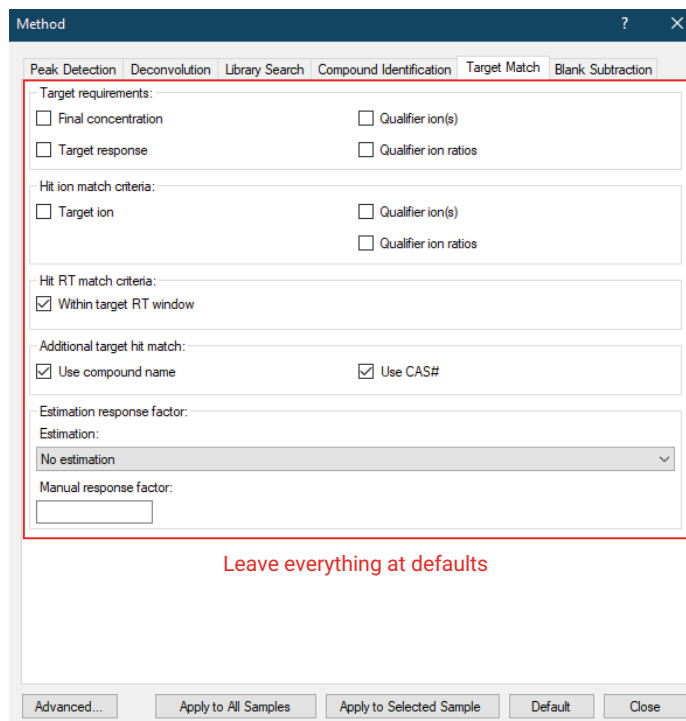 Method ? X
Peak Detection Deconvolution Library Search Compound Identification Target Match Blank Subtraction
Target requirements:
Final concentration Qualifier ion(s)
Target response Qualifier ion ratios
Hit ion match criteria:
Target ion Qualifier ion(s)
Qualifier ion ratios
Hit RT match criteria:
Within target RT window
Additional target hit match:
Use compound name Use CAS#
Estimation response factor:
Estimation:
No estimation
Manual response factor:
Leave everything at defaults
Advanced... Apply to All Samples Apply to Selected Sample Default Close